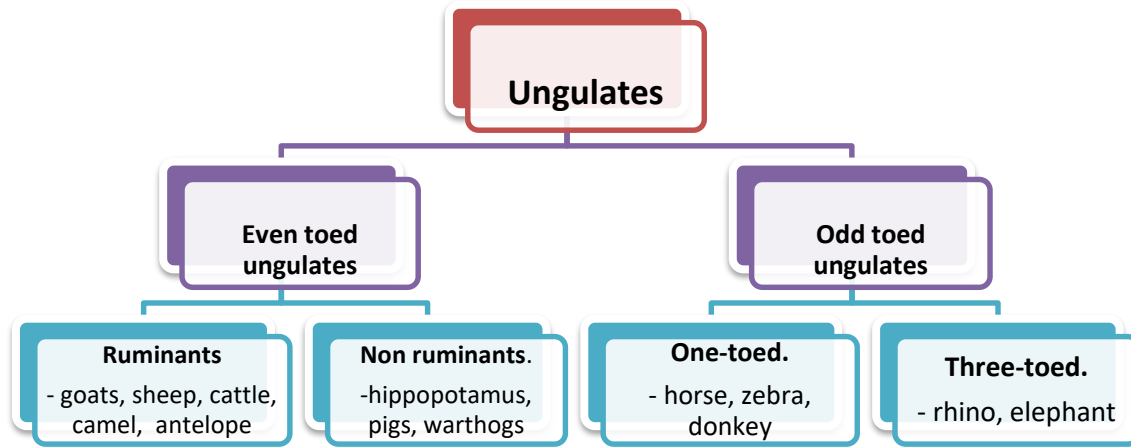 Ungulates
Even toed
ungulates
Odd toed
ungulates
Ruminants
- goats, sheep, cattle,
camel, antelope
Non ruminants.
-hippopotamus,
pigs, warthogs
One-toed.
- horse, zebra,
donkey
Three-toed.
- rhino, elephant